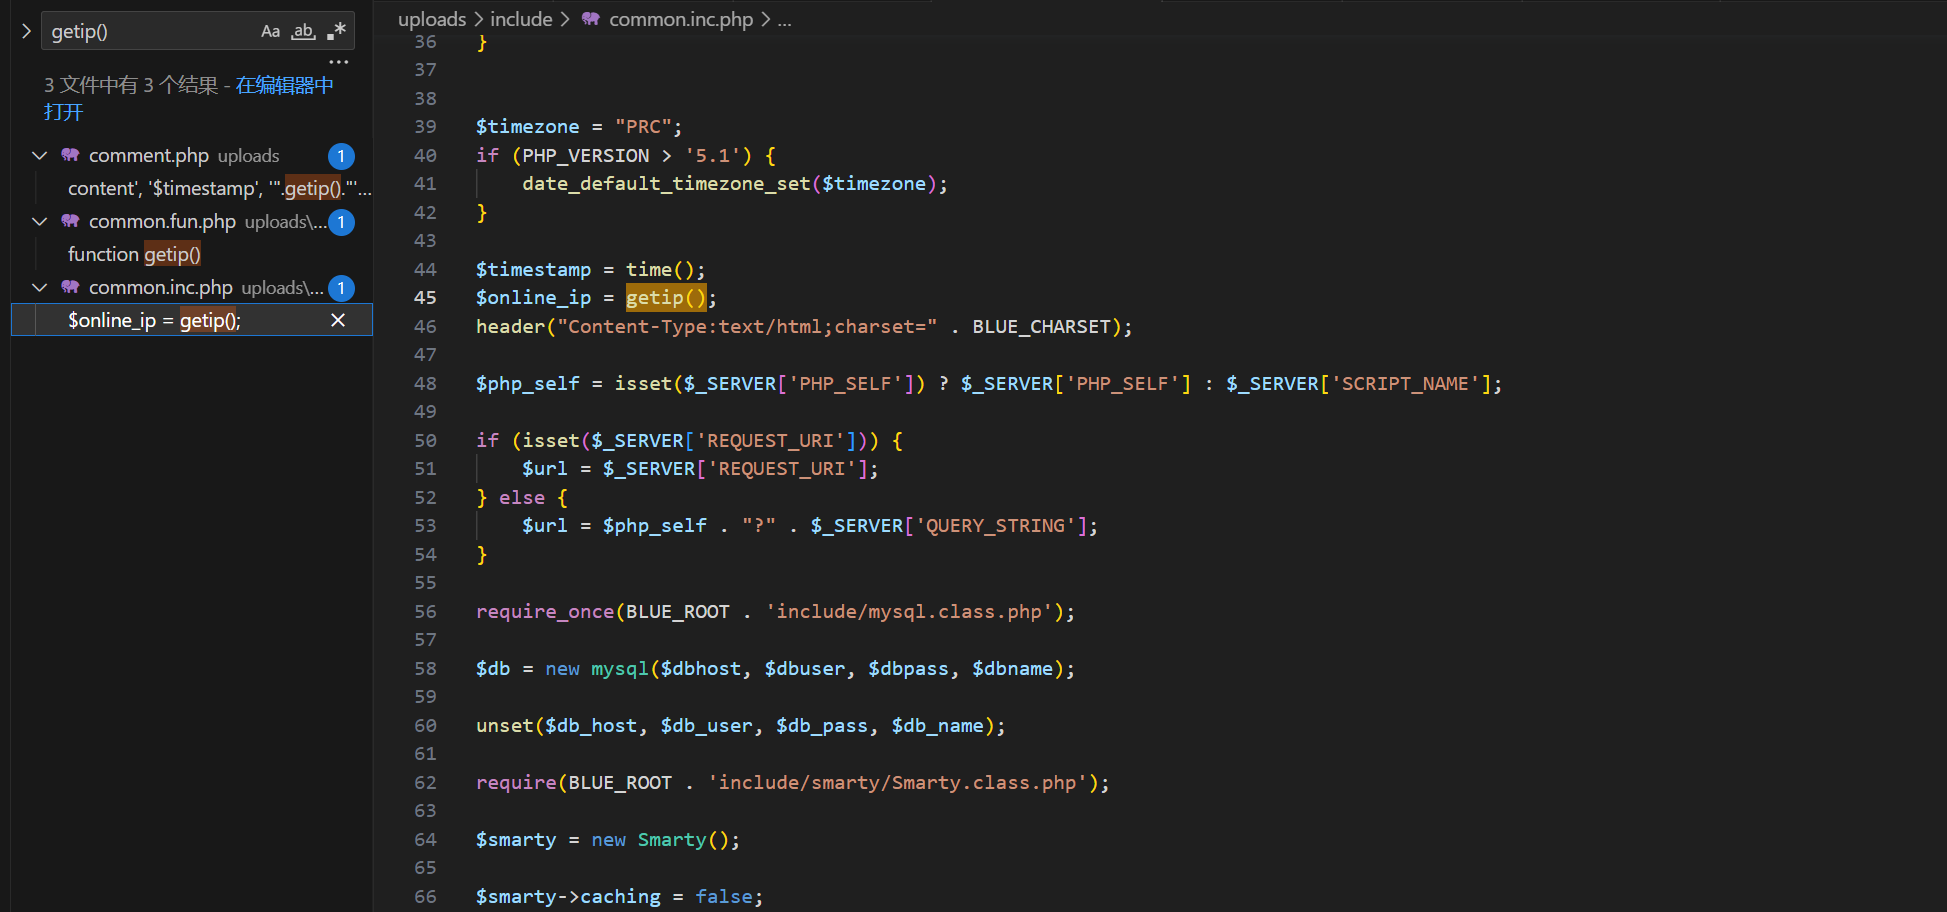 getip()
Aa ab .*
...
3 文件中有 3 个结果 - 在编辑器中
打开
comment.php uploads 1
content', '$timestamp', '".getip()."'...
common.fun.php uploads\... 1
function getip()
common.inc.php uploads\... 1
$online_ip = getip();
uploads > include > common.inc.php > ...
36 }
37
38
39 $timezone = "PRC";
40 if (PHP_VERSION > '5.1') {
41 date_default_timezone_set($timezone);
42 }
43
44 $timestamp = time();
45 $online_ip = getip();
46 header("Content-Type:text/html;charset=" . BLUE_CHARSET);
47
48 $php_self = isset($_SERVER['PHP_SELF']) ? $_SERVER['PHP_SELF'] : $_SERVER['SCRIPT_NAME'];
49
50 if (isset($_SERVER['REQUEST_URI'])) {
51 $url = $_SERVER['REQUEST_URI'];
52 } else {
53 $url = $php_self . "?" . $_SERVER['QUERY_STRING'];
54 }
55
56 require_once(BLUE_ROOT . 'include/mysql.class.php');
57
58 $db = new mysql($dbhost, $dbuser, $dbpass, $dbname);
59
60 unset($db_host, $db_user, $db_pass, $db_name);
61
62 require(BLUE_ROOT . 'include/smarty/Smarty.class.php');
63
64 $smarty = new Smarty();
65
66 $smarty->caching = false;